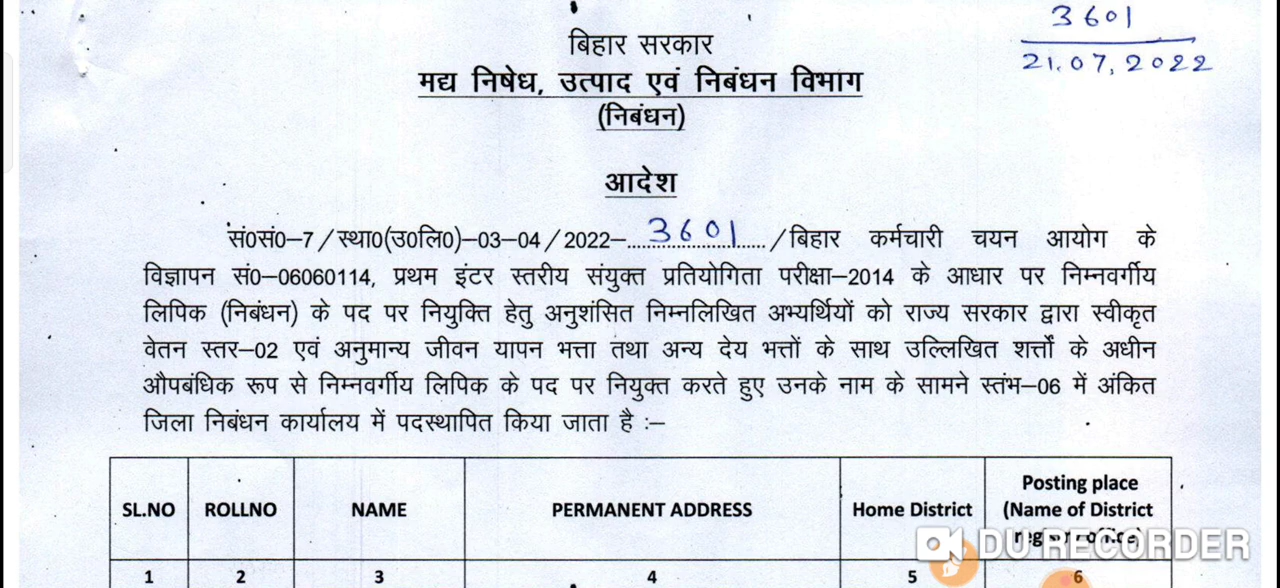 3601
21.07.2022
बिहार सरकार
मद्य निषेध, उत्पाद एवं निबंधन विभाग
(निबंधन)
आदेश
सं0सं0–7/स्था0(उ0लि0)–03–04/2022–3601/बिहार कर्मचारी चयन आयोग के
विज्ञापन सं0–06060114, प्रथम इंटर स्तरीय संयुक्त प्रतियोगिता परीक्षा–2014 के आधार पर निम्नवर्गीय
लिपिक (निबंधन) के पद पर नियुक्ति हेतु अनुशंसित निम्नलिखित अभ्यर्थियों को राज्य सरकार द्वारा स्वीकृत
वेतन स्तर–02 एवं अनुमान्य जीवन यापन भत्ता तथा अन्य देय भत्तों के साथ उल्लिखित शर्त्तो के अधीन
औपबंधिक रूप से निम्नवर्गीय लिपिक के पद पर नियुक्त करते हुए उनके नाम के सामने स्तंभ–06 में अंकित
जिला निबंधन कार्यालय में पदस्थापित किया जाता है :–
SL.NO ROLLNO NAME PERMANENT ADDRESS Home District Posting place
(Name of District
registry office)
1 2 3 4 5 6
DU RECORDER